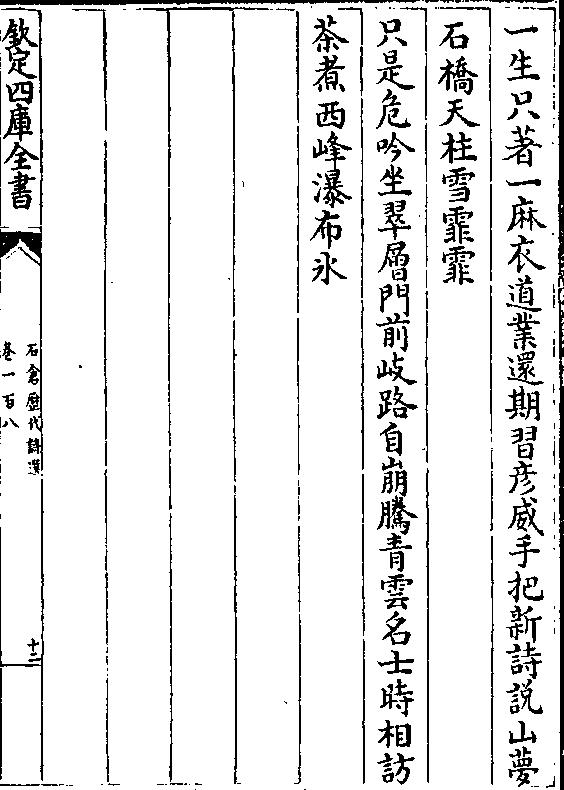 一生只著一麻衣道業還期習彦威手把新詩説山夢
石橋天柱雪霏霏
只是危吟坐翠層門前岐路自崩騰青雲名士時相訪
茶煮西峰瀑布氷
欽定四庫全書
石倉歴代詩選
卷一百八
十二